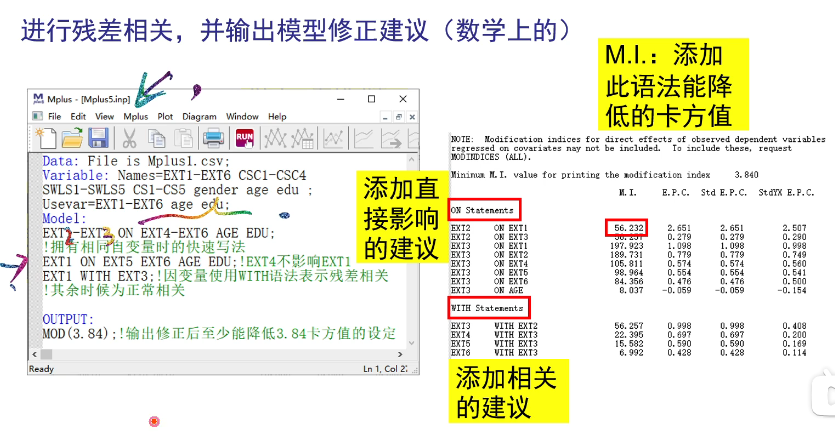 进行残差相关，并输出模型修正建议（数学上的）
M.I.：添加
此语法能降
低的卡方值
Mplus - [Mplus5.inp]
File Edit View Mplus Plot Diagram Window Help
RUN
Data: File is Mplus1.csv;
Variable: Names=EXT1-EXT6 CSC1-CSC4
SWLS1-SWLS5 CS1-CS5 gender age edu ;
Usevar=EXT1-EXT6 age edu;
Model:
EXT2-EXT3 ON EXT4-EXT6 AGE EDU;
!拥有相同自变量时的快速写法
EXT1 ON EXT5 EXT6 AGE EDU;!EXT4不影响EXT1
EXT1 WITH EXT3;!因变量使用WITH语法表示残差相关
!其余时候为正常相关
OUTPUT:
MOD(3.84);!输出修正后至少能降低3.84卡方值的设定
Ready
添加直
接影响
的建议
NOTE: Modification indices for direct effects of observed dependent variables
regressed on covariates may not be included. To include these, request
MODINDICES (ALL).
Minimum M.I. value for printing the modification index 3.840
M.I. E.P.C. Std E.P.C. StdYX E.P.C.
ON Statements
EXT2 ON EXT1 56.232 2.651 2.651 2.507
EXT2 ON EXT3 0.279 0.279 0.290
EXT3 ON EXT1 197.923 1.098 1.098 0.998
EXT3 ON EXT2 189.731 0.779 0.779 0.749
EXT3 ON EXT4 105.811 0.574 0.574 0.560
EXT3 ON EXT5 98.964 0.554 0.554 0.541
EXT3 ON EXT6 84.356 0.476 0.476 0.500
EXT3 ON AGE 8.037 -0.059 -0.059 -0.154
WITH Statements
EXT3 WITH EXT2 56.257 0.998 0.998 0.408
EXT4 WITH EXT3 22.395 0.697 0.697 0.200
EXT5 WITH EXT3 15.582 0.590 0.590 0.169
EXT6 WITH EXT3 6.992 0.428 0.428 0.114
添加相关
的建议